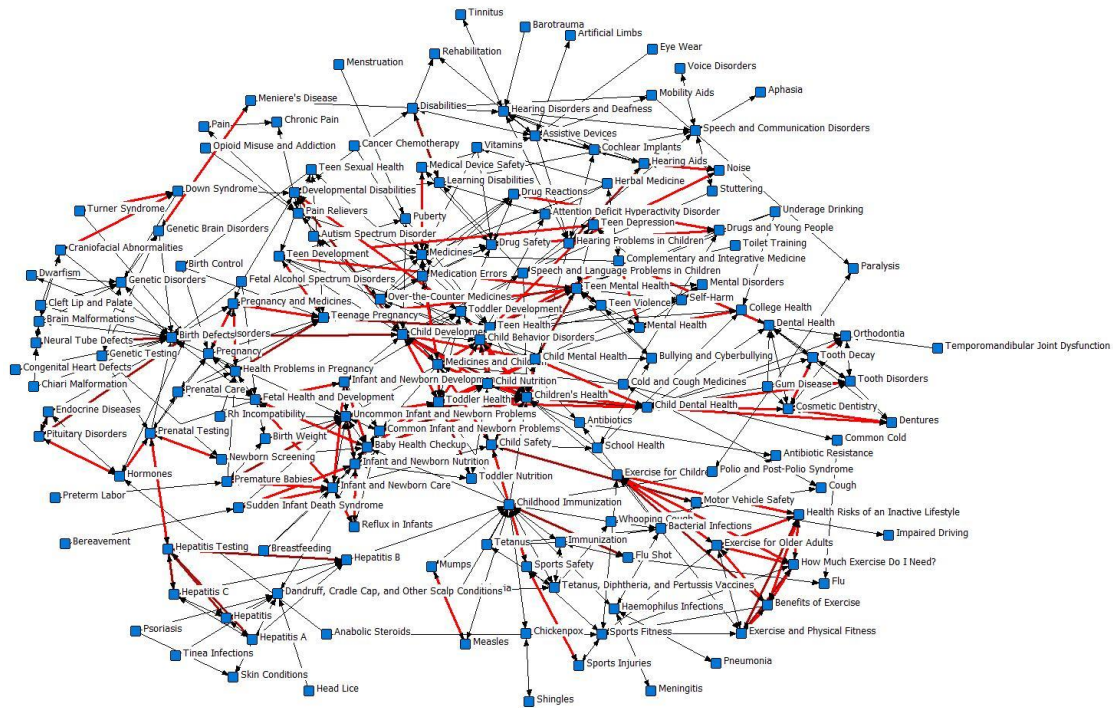 Tinnitus
Barotrauma
Artificial Limbs
Eye Wear
Rehabilitation
Menstruation
Voice Disorders
Mobility Aids
Aphasia
Meniere's Disease
Disabilities
Hearing Disorders and Deafness
Pain
Chronic Pain
Speech and Communication Disorders
Assistive Devices
Opioid Misuse and Addiction
Cancer Chemotherapy
Vitamins
Cochlear Implants
Hearing Aids
Teen Sexual Health
Medical Device Safety
Noise
Down Syndrome
Developmental Disabilities
Learning Disabilities
Herbal Medicine
Stuttering
Drug Reactions
Turner Syndrome
Pain Relievers
Puberty
Attention Deficit Hyperactivity Disorder
Underage Drinking
Teen Depression
Genetic Brain Disorders
Autism Spectrum Disorder
Drugs and Young People
Craniofacial Abnormalities
Teen Development
Medicines
Drug Safety
Hearing Problems in Children
Toilet Training
Complementary and Integrative Medicine
Dwarfism
Genetic Disorders
Birth Control
Fetal Alcohol Spectrum Disorders
Medication Errors
Speech and Language Problems in Children
Paralysis
Mental Disorders
Teen Mental Health
Cleft Lip and Palate
Pregnancy and Medicines
Over-the-Counter Medicines
Self-Harm
Teen Violence
Toddler Development
College Health
Brain Malformations
Teenage Pregnancy
Teen Health
Mental Health
Dental Health
Birth Defects
sorders
Child Developme
Child Behavior Disorders
Orthodontia
Neural Tube Defects
Temporomandibular Joint Dysfunction
Genetic Testing
Pregnancy
Child Mental Health
Bullying and Cyberbullying
Tooth Decay
Congenital Heart Defects
Health Problems in Pregnancy
Medicines and Children
Infant and Newborn Development
Child Nutrition
Cold and Cough Medicines
Gum Disease
Tooth Disorders
Chiari Malformation
Prenatal Care
Fetal Health and Development
Toddler Health
Children's Health
Child Dental Health
Cosmetic Dentistry
Endocrine Diseases
Rh Incompatibility
Uncommon Infant and Newborn Problems
Antibiotics
Dentures
Pituitary Disorders
Prenatal Testing
Birth Weight
Common Infant and Newborn Problems
Common Cold
Baby Health Checkup
Child Safety
School Health
Newborn Screening
Infant and Newborn Nutrition
Antibiotic Resistance
Hormones
Premature Babies
Toddler Nutrition
Exercise for Children
Polio and Post-Polio Syndrome
Infant and Newborn Care
Cough
Preterm Labor
Sudden Infant Death Syndrome
Childhood Immunization
Motor Vehicle Safety
Health Risks of an Inactive Lifestyle
Reflux in Infants
Whooping Cough
Bacterial Infections
Impaired Driving
Bereavement
Hepatitis Testing
Breastfeeding
Hepatitis B
Tetanus
Immunization
Exercise for Older Adults
Mumps
Sports Safety
Flu Shot
How Much Exercise Do I Need?
Hepatitis C
Dandruff, Cradle Cap, and Other Scalp Conditions
ia
Tetanus, Diphtheria, and Pertussis Vaccines
Flu
Hepatitis
Haemophilus Infections
Benefits of Exercise
Psoriasis
Hepatitis A
Anabolic Steroids
Measles
Chickenpox
Sports Fitness
Exercise and Physical Fitness
Tinea Infections
Sports Injuries
Pneumonia
Skin Conditions
Head Lice
Shingles
Meningitis